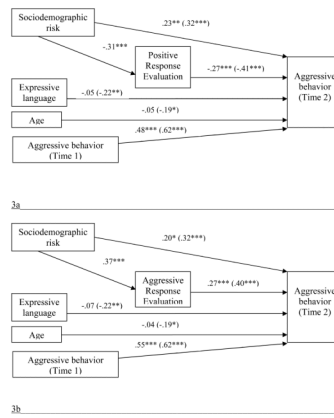 Sociodemographic
risk
.23** (.32***)
-.31***
Positive
Response
Evaluation
-.27*** (-.41***)
Aggressive
behavior
(Time 2)
Expressive
language
-.05 (-.22**)
Age
-.05 (-.19*)
.48*** (.62***)
Aggressive behavior
(Time 1)
3a
Sociodemographic
risk
.20* (.32***)
.37***
Aggressive
Response
Evaluation
.27*** (.40***)
Aggressive
behavior
(Time 2)
Expressive
language
-.07 (-.22**)
Age
-.04 (-.19*)
.55*** (.62***)
Aggressive behavior
(Time 1)
3b